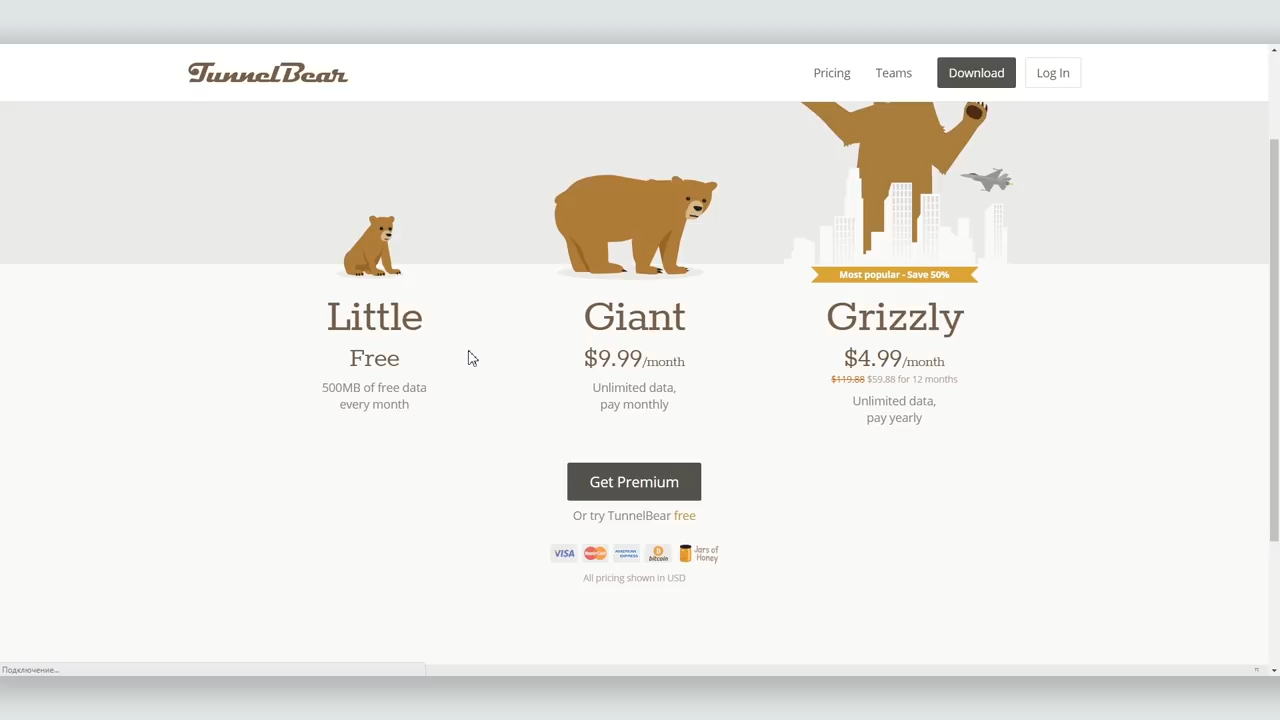 TunnelBear
Pricing
Teams
Download
Log In
Most popular - Save 50%
Little
Giant
Grizzly
Free
$9.99/month
$4.99/month
$119.88 $59.88 for 12 months
500MB of free data
every month
Unlimited data,
pay monthly
Unlimited data,
pay yearly
Get Premium
Or try TunnelBear free
VISA
MasterCard
AMERICAN
EXPRESS
bitcoin
Jars of
Honey
All pricing shown in USD
Подключение...